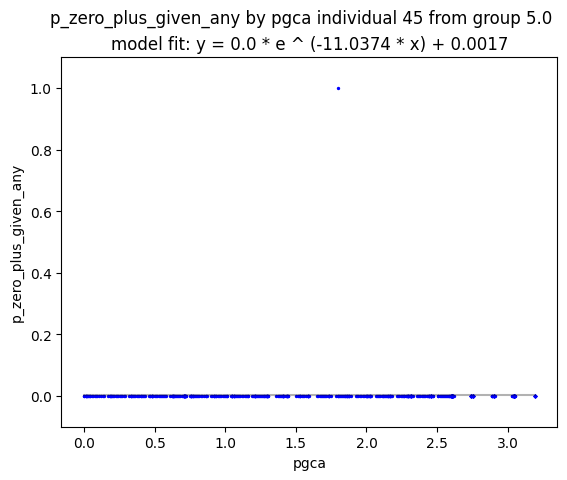 p_zero_plus_given_any by pgca individual 45 from group 5.0
model fit: y = 0.0 * e ^ (-11.0374 * x) + 0.0017
1.0
0.8
0.6
0.4
0.2
0.0
p_zero_plus_given_any
0.0 0.5 1.0 1.5 2.0 2.5 3.0
pgca